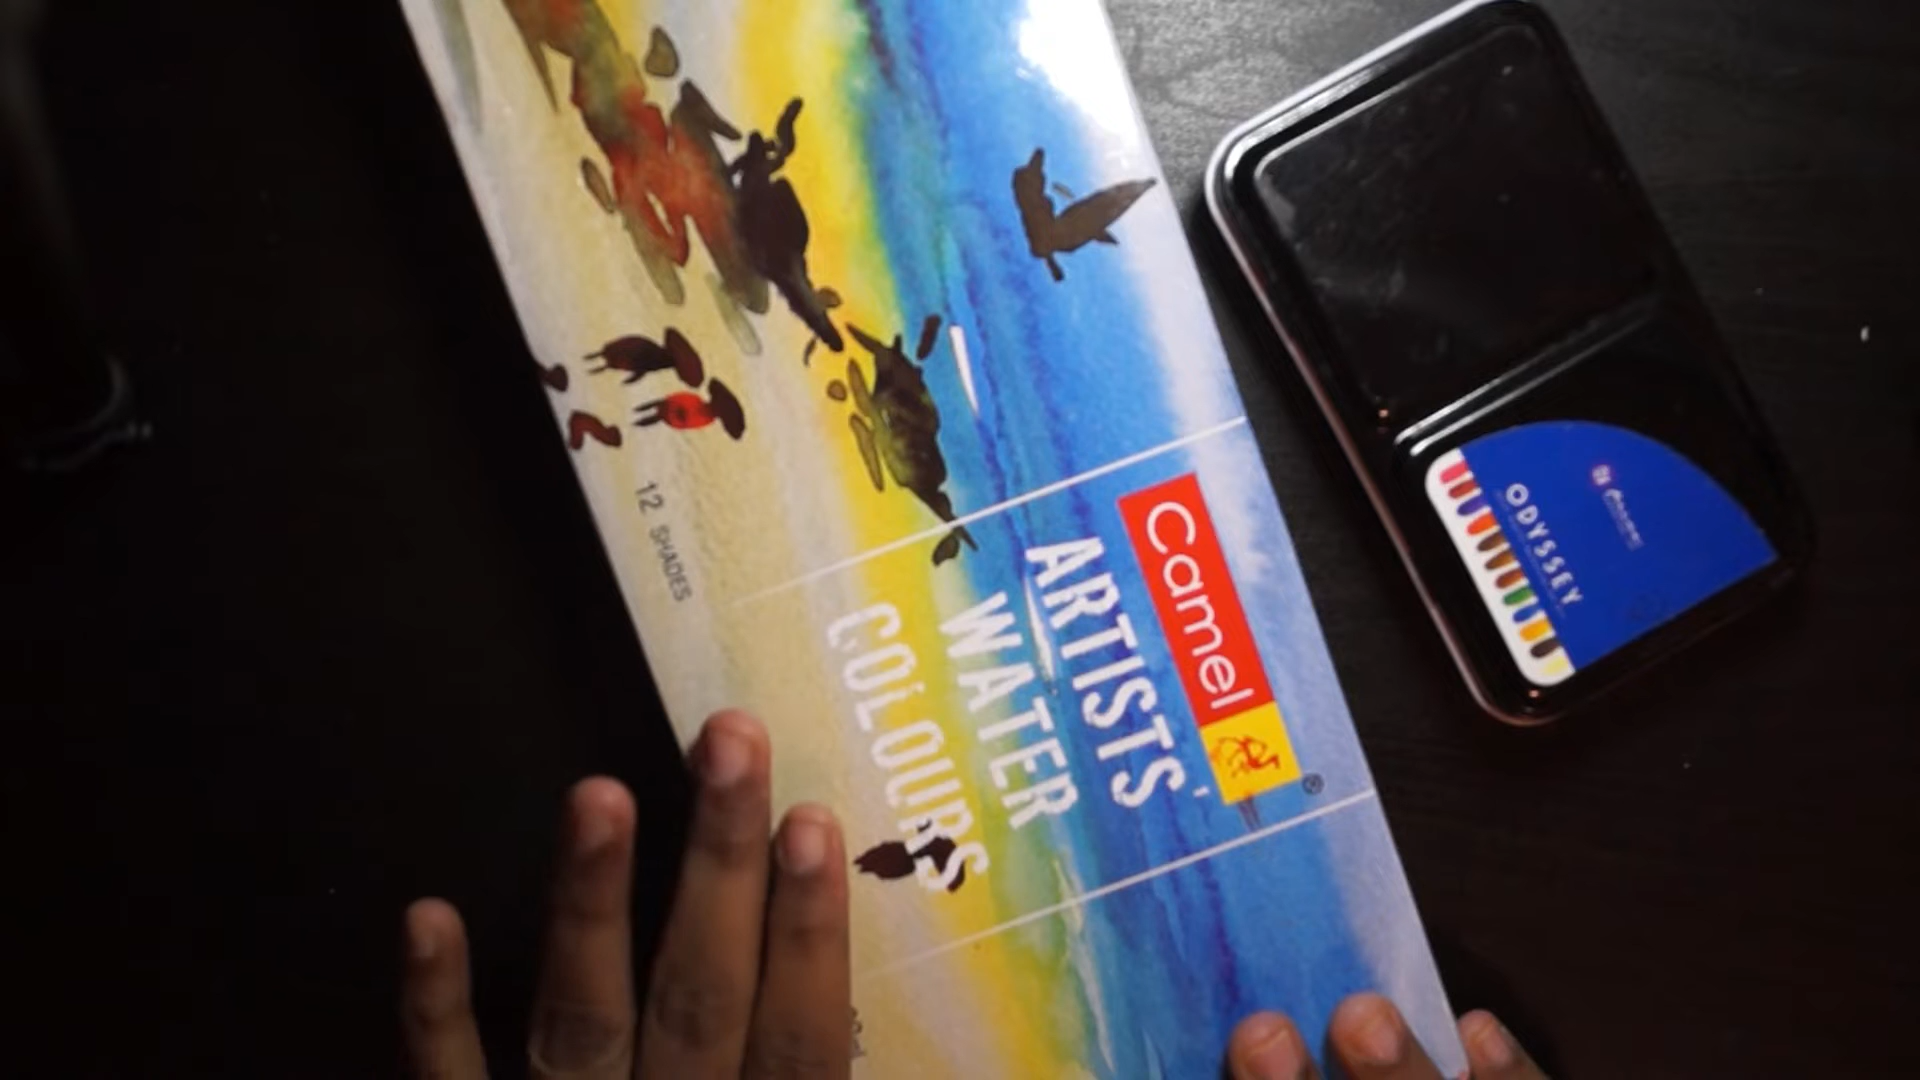 Camel
ARTISTS'
WATER
COLOURS
12 SHADES
ODYSSEY